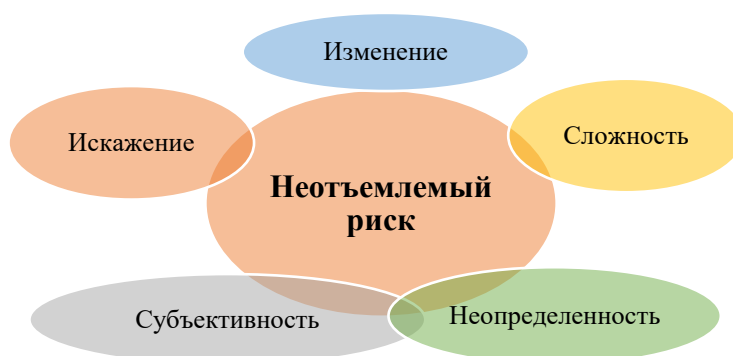 Изменение
Искажение
Сложность
Неотъемлемый
риск
Субъективность
Неопределенность